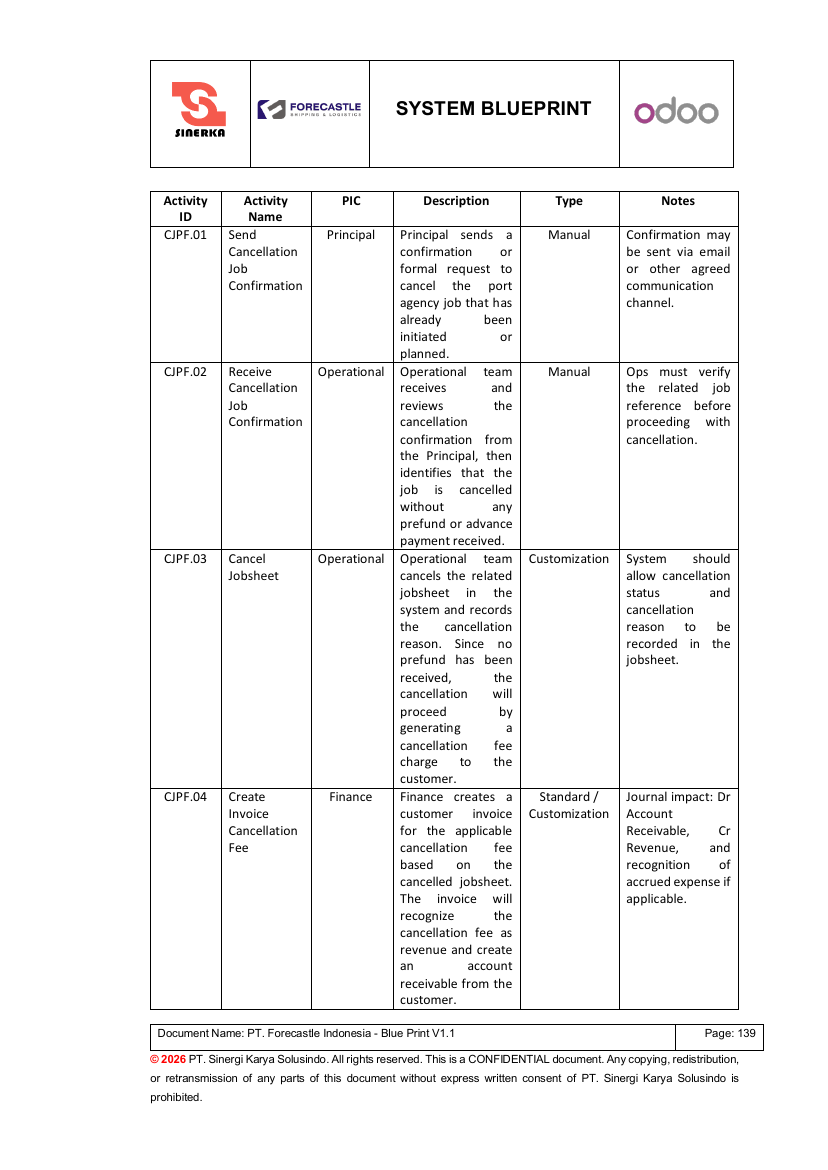 SINERKA
FORECASTLE
SHIPPING & LOGISTICS
SYSTEM BLUEPRINT
odoo
Activity
ID
Activity
Name
PIC
Description
Type
Notes
CJPF.01
Send
Cancellation
Job
Confirmation
Principal
Principal sends a
confirmation or
formal request to
cancel the port
agency job that has
already been
initiated or
planned.
Manual
Confirmation may
be sent via email
or other agreed
communication
channel.
CJPF.02
Receive
Cancellation
Job
Confirmation
Operational
Operational team
receives and
reviews the
cancellation
confirmation from
the Principal, then
identifies that the
job is cancelled
without any
prefund or advance
payment received.
Manual
Ops must verify
the related job
reference before
proceeding with
cancellation.
CJPF.03
Cancel
Jobsheet
Operational
Operational team
cancels the related
jobsheet in the
system and records
the cancellation
reason. Since no
prefund has been
received, the
cancellation will
proceed by
generating a
cancellation fee
charge to the
customer.
Customization
System should
allow cancellation
status and
cancellation
reason to be
recorded in the
jobsheet.
CJPF.04
Create
Invoice
Cancellation
Fee
Finance
Finance creates a
customer invoice
for the applicable
cancellation fee
based on the
cancelled jobsheet.
The invoice will
recognize the
cancellation fee as
revenue and create
an account
receivable from the
customer.
Standard /
Customization
Journal impact: Dr
Account
Receivable, Cr
Revenue, and
recognition of
accrued expense if
applicable.
Document Name: PT. Forecastle Indonesia - Blue Print V1.1
Page: 139
© 2026 PT. Sinergi Karya Solusindo. All rights reserved. This is a CONFIDENTIAL document. Any copying, redistribution,
or retransmission of any parts of this document without express written consent of PT. Sinergi Karya Solusindo is
prohibited.